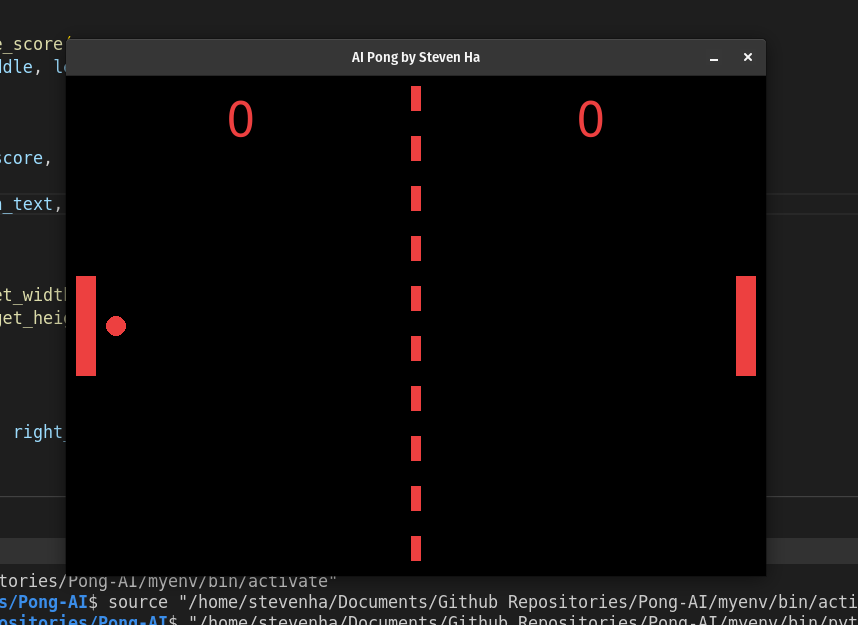 e_score(
AI Pong by Steven Ha
ddle, l
0 0
score,
n_text,
et_width
get_heig
right_
tories/Pong-AI/myenv/bin/activate"
s/Pong-AI$ source "/home/stevenha/Documents/Github Repositories/Pong-AI/myenv/bin/acti
ositories/Pong-AI$ "/home/stevenha/Documents/Github Repositories/Pong-AI/myenv/bin/pyt